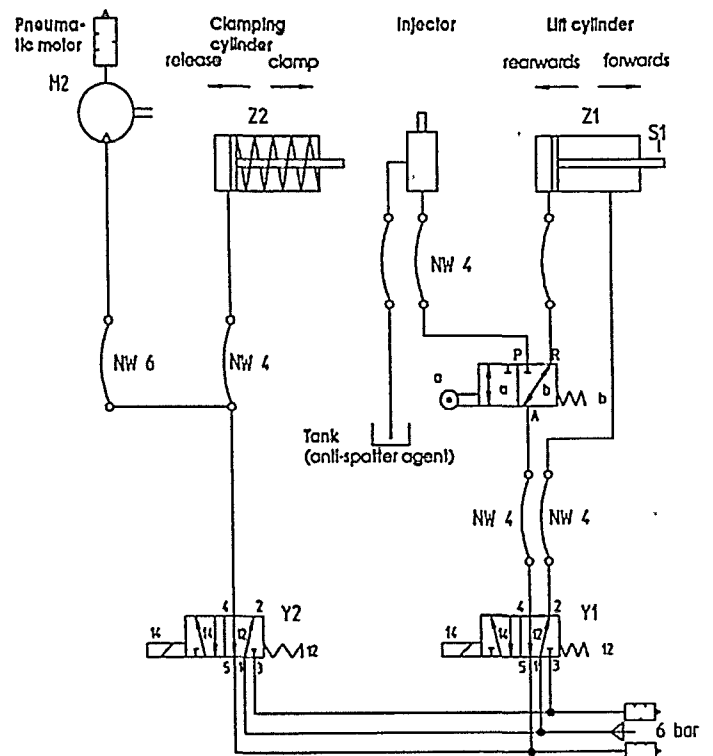 Pneuma-
tic motor
M2
Clamping
cylinder
release clamp
Z2
Injector
Lift cylinder
rearwards forwards
Z1
S1
NW 4
NW 6
NW 4
P R
a a b b
A
Tank
(anti-spatter agent)
NW 4 NW 4
4 2 Y2
14 14 12 12
5 1 3
4 2 Y1
14 14 12 12
5 1 3
6 bar